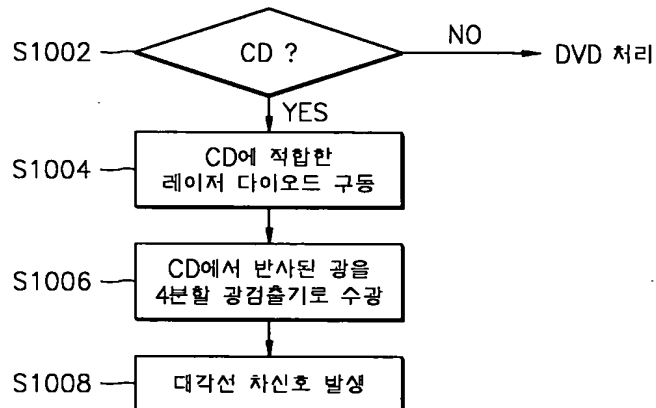 S1002
CD ?
NO
DVD 처리
YES
S1004
CD에 적합한
레이저 다이오드 구동
S1006
CD에서 반사된 광을
4분할 광검출기로 수광
S1008
대각선 차신호 발생